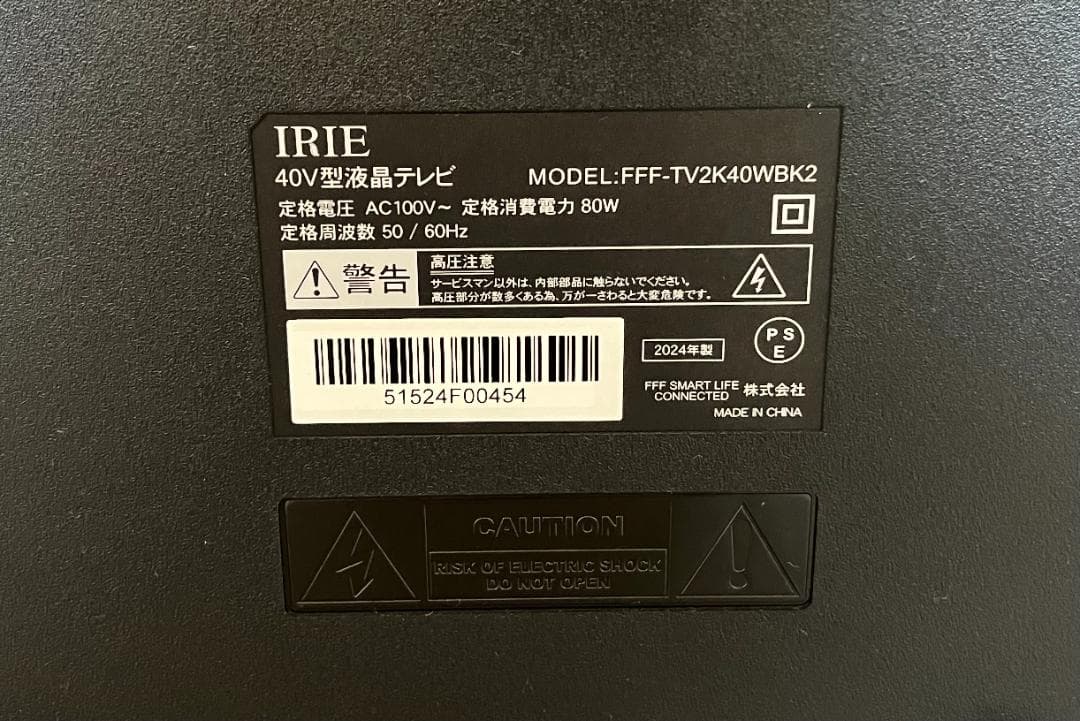 IRIE
40V型液晶テレビ MODEL:FFF-TV2K40WBK2
定格電圧 AC100V~ 定格消費電力 80W
定格周波数 50 / 60Hz
警告
高圧注意
サービスマン以外は、内部部品に触らないでください。
高圧部分が数多くある為、万が一さわると大変危険です。
51524F00454
2024年製
PSE
FFF SMART LIFE CONNECTED 株式会社
MADE IN CHINA
CAUTION
RISK OF ELECTRIC SHOCK
DO NOT OPEN